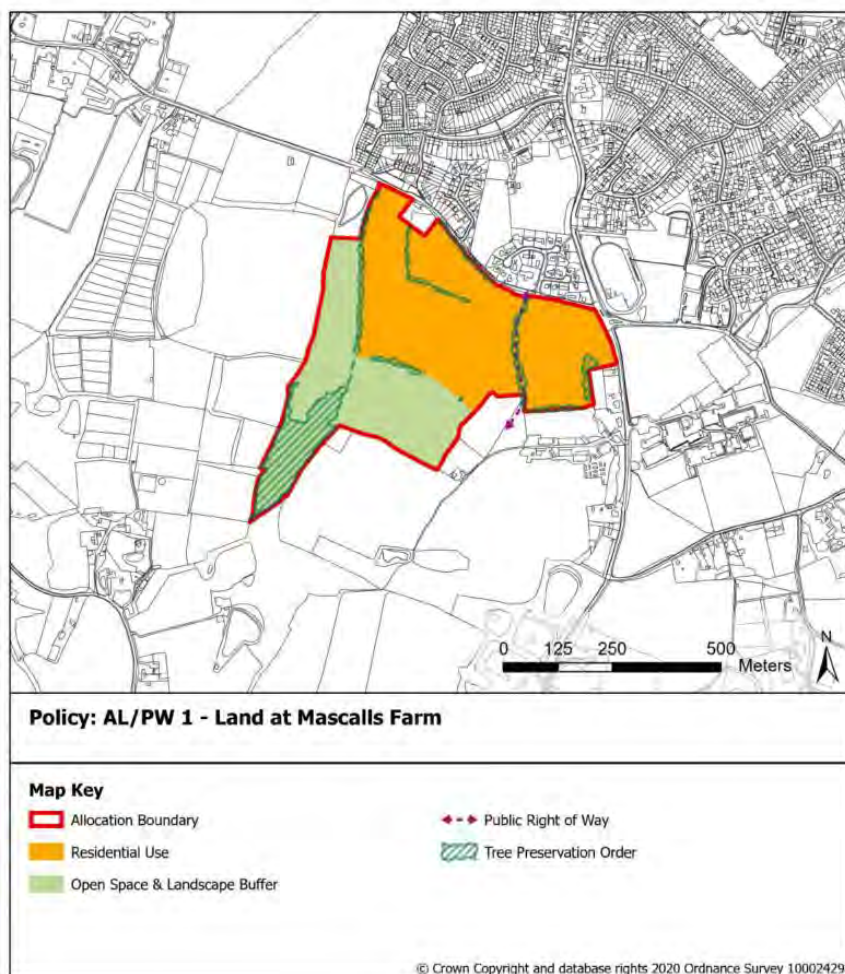 0 125 250 500
Meters
N
Policy: AL/PW 1 - Land at Mascalls Farm
Map Key
Allocation Boundary
Residential Use
Open Space & Landscape Buffer
Public Right of Way
Tree Preservation Order
© Crown Copyright and database rights 2020 Ordnance Survey 10002429